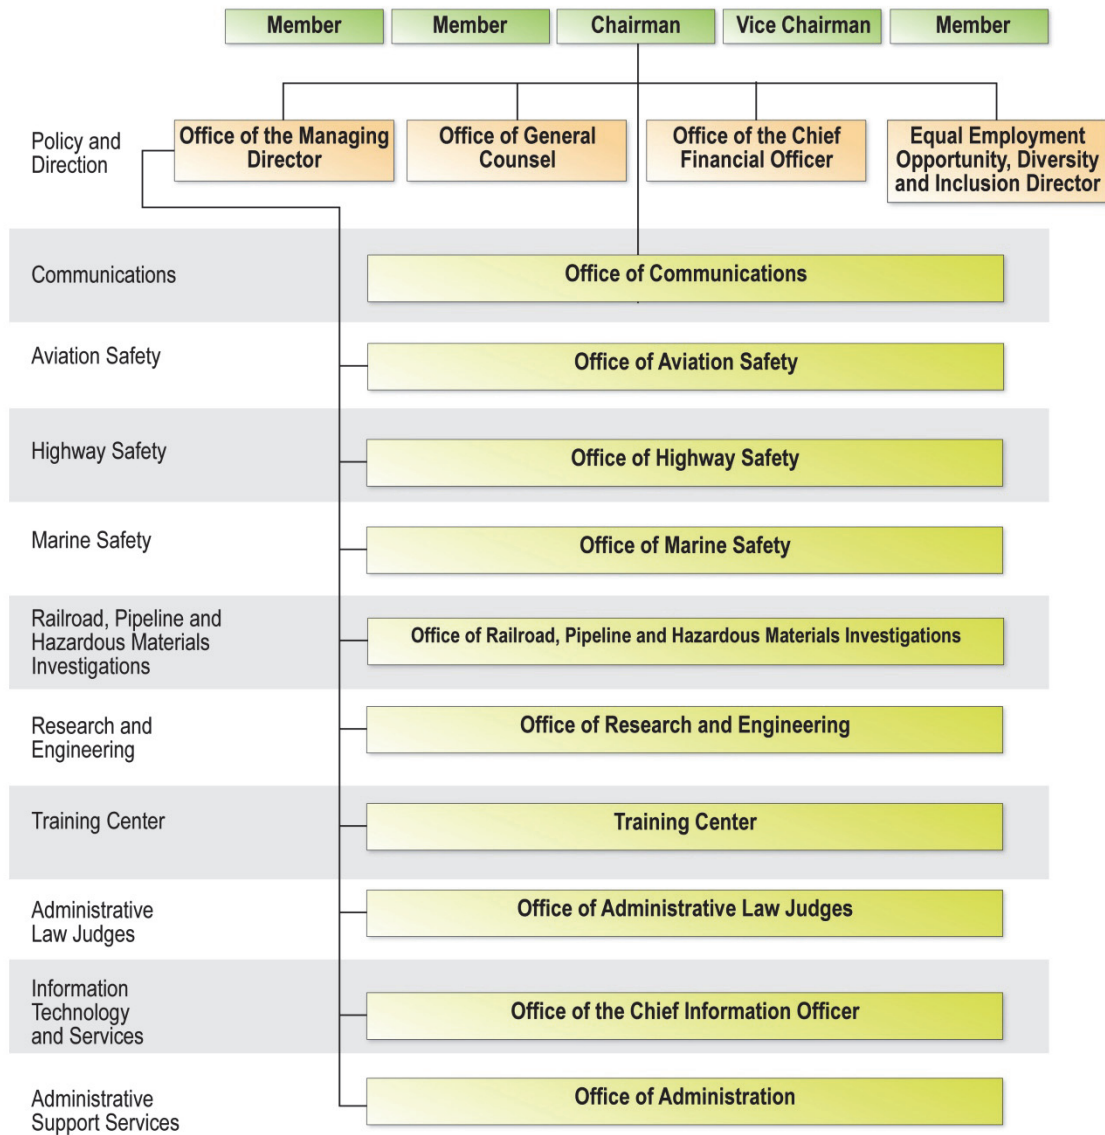 Member
Member
Chairman
Vice Chairman
Member
Policy and
Direction
Office of the Managing
Director
Office of General
Counsel
Office of the Chief
Financial Officer
Equal Employment
Opportunity, Diversity
and Inclusion Director
Communications
Office of Communications
Aviation Safety
Office of Aviation Safety
Highway Safety
Office of Highway Safety
Marine Safety
Office of Marine Safety
Railroad, Pipeline and
Hazardous Materials
Investigations
Office of Railroad, Pipeline and Hazardous Materials Investigations
Research and
Engineering
Office of Research and Engineering
Training Center
Training Center
Administrative
Law Judges
Office of Administrative Law Judges
Information
Technology
and Services
Office of the Chief Information Officer
Administrative
Support Services
Office of Administration